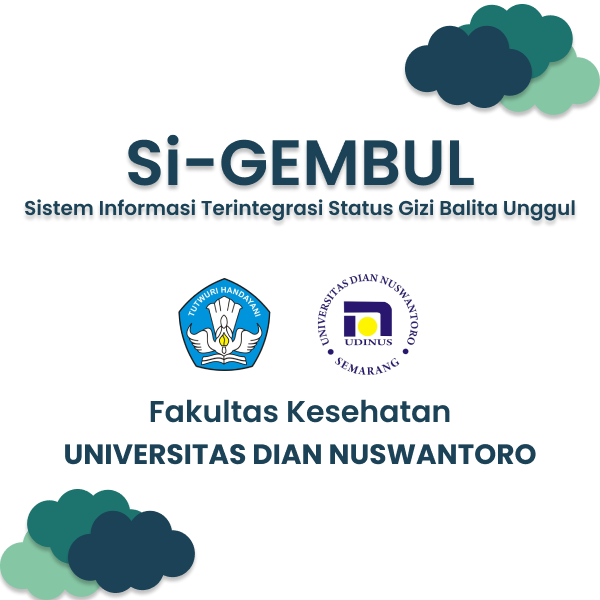 Si-GEMBUL
Sistem Informasi Terintegrasi Status Gizi Balita Unggul
TUTWURI HANDAYANI
UNIVERSITAS DIAN NUSWANTORO
UDINUS
• SEMARANG •
Fakultas Kesehatan
UNIVERSITAS DIAN NUSWANTORO